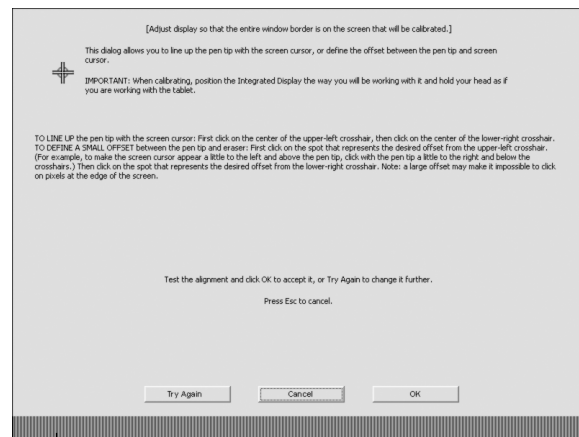 [Adjust display so that the entire window border is on the screen that will be calibrated.]
This dialog allows you to line up the pen tip with the screen cursor, or define the offset between the pen tip and screen
cursor.
IMPORTANT: When calibrating, position the Integrated Display the way you will be working with it and hold your head as if
you are working with the tablet.
TO LINE UP the pen tip with the screen cursor: First click on the center of the upper-left crosshair, then click on the center of the lower-right crosshair.
TO DEFINE A SMALL OFFSET between the pen tip and eraser: First click on the spot that represents the desired offset from the upper-left crosshair.
(For example, to make the screen cursor appear a little to the left and above the pen tip, click with the pen tip a little to the right and below the
crosshairs.) Then click on the spot that represents the desired offset from the lower-right crosshair. Note: a large offset may make it impossible to click
on pixels at the edge of the screen.
Test the alignment and click OK to accept it, or Try Again to change it further.
Press Esc to cancel.
Try Again
Cancel
OK